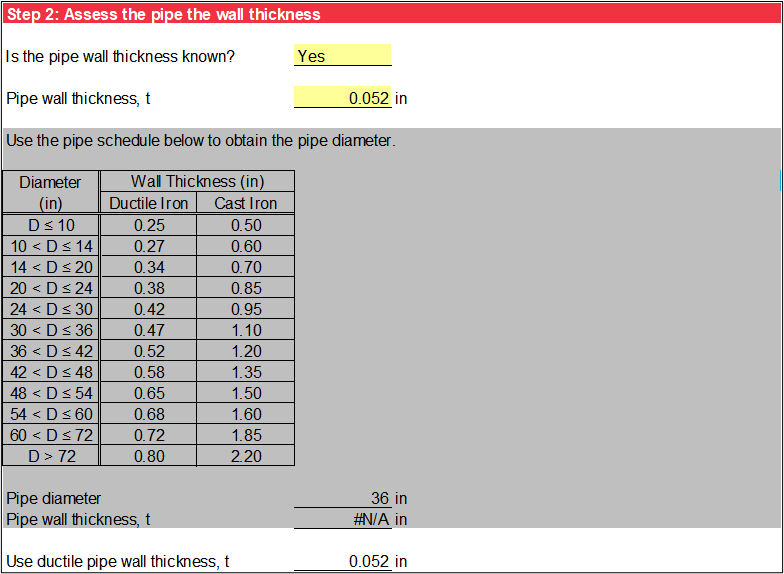 Step 2: Assess the pipe the wall thickness
Is the pipe wall thickness known? Yes
Pipe wall thickness, t 0.052 in
Use the pipe schedule below to obtain the pipe diameter.
Diameter Wall Thickness (in)
(in) Ductile Iron Cast Iron
D ≤ 10 0.25 0.50
10 < D ≤ 14 0.27 0.60
14 < D ≤ 20 0.34 0.70
20 < D ≤ 24 0.38 0.85
24 < D ≤ 30 0.42 0.95
30 < D ≤ 36 0.47 1.10
36 < D ≤ 42 0.52 1.20
42 < D ≤ 48 0.58 1.35
48 < D ≤ 54 0.65 1.50
54 < D ≤ 60 0.68 1.60
60 < D ≤ 72 0.72 1.85
D > 72 0.80 2.20
Pipe diameter 36 in
Pipe wall thickness, t #N/A in
Use ductile pipe wall thickness, t 0.052 in